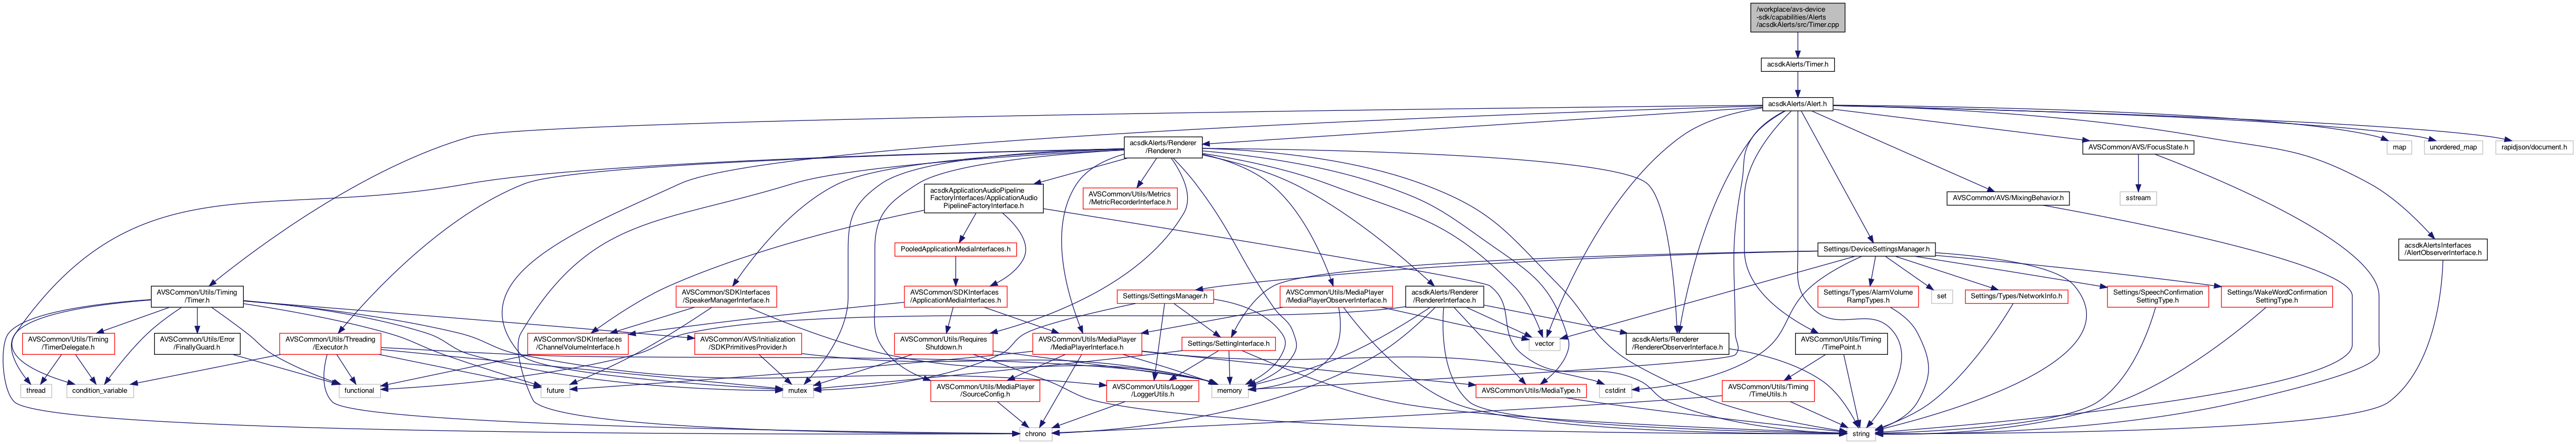 /workplace/avs-device
-sdk/capabilities/Alerts
/acsdkAlerts/src/Timer.cpp
acsdkAlerts/Timer.h
acsdkAlerts/Alert.h
acsdkAlerts/Renderer
/Renderer.h
AVSCommon/AVS/FocusState.h
map
unordered_map
rapidjson/document.h
acsdkApplicationAudioPipeline
FactoryInterfaces/ApplicationAudio
PipelineFactoryInterface.h
AVSCommon/Utils/Metrics
/MetricRecorderInterface.h
AVSCommon/AVS/MixingBehavior.h
sstream
PooledApplicationMediaInterfaces.h
Settings/DeviceSettingsManager.h
acsdkAlertsInterfaces
/AlertObserverInterface.h
AVSCommon/Utils/Timing
/Timer.h
AVSCommon/SDKInterfaces
/SpeakerManagerInterface.h
AVSCommon/SDKInterfaces
/ApplicationMediaInterfaces.h
Settings/SettingsManager.h
AVSCommon/Utils/MediaPlayer
/MediaPlayerObserverInterface.h
acsdkAlerts/Renderer
/RendererInterface.h
Settings/Types/AlarmVolume
RampTypes.h
set
Settings/Types/NetworkInfo.h
Settings/SpeechConfirmation
SettingType.h
Settings/WakeWordConfirmation
SettingType.h
AVSCommon/Utils/Timing
/TimerDelegate.h
AVSCommon/Utils/Error
/FinallyGuard.h
AVSCommon/Utils/Threading
/Executor.h
AVSCommon/SDKInterfaces
/ChannelVolumeInterface.h
AVSCommon/AVS/Initialization
/SDKPrimitivesProvider.h
AVSCommon/Utils/Requires
Shutdown.h
AVSCommon/Utils/MediaPlayer
/MediaPlayerInterface.h
Settings/SettingInterface.h
vector
acsdkAlerts/Renderer
/RendererObserverInterface.h
AVSCommon/Utils/Timing
/TimePoint.h
thread
condition_variable
functional
future
mutex
AVSCommon/Utils/MediaPlayer
/SourceConfig.h
AVSCommon/Utils/Logger
/LoggerUtils.h
memory
AVSCommon/Utils/MediaType.h
cstdint
AVSCommon/Utils/Timing
/TimeUtils.h
chrono
string